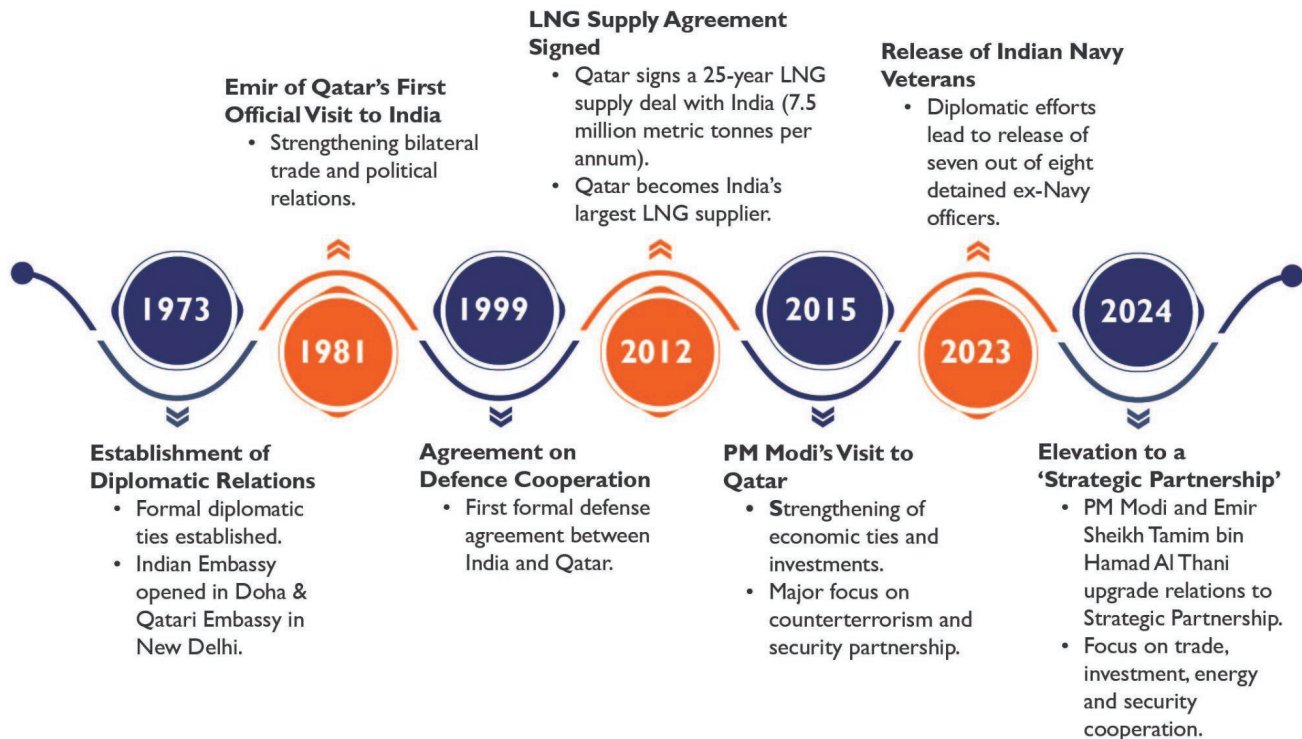 1973
Establishment of
Diplomatic Relations
• Formal diplomatic
ties established.
• Indian Embassy
opened in Doha &
Qatari Embassy in
New Delhi.
Emir of Qatar's First
Official Visit to India
• Strengthening bilateral
trade and political
relations.
1981
1999
Agreement on
Defence Cooperation
• First formal defense
agreement between
India and Qatar.
LNG Supply Agreement
Signed
• Qatar signs a 25-year LNG
supply deal with India (7.5
million metric tonnes per
annum).
• Qatar becomes India's
largest LNG supplier.
2012
2015
PM Modi's Visit to
Qatar
• Strengthening of
economic ties and
investments.
• Major focus on
counterterrorism and
security partnership.
Release of Indian Navy
Veterans
• Diplomatic efforts
lead to release of
seven out of eight
detained ex-Navy
officers.
2023
2024
Elevation to a
‘Strategic Partnership’
• PM Modi and Emir
Sheikh Tamim bin
Hamad Al Thani
upgrade relations to
Strategic Partnership.
• Focus on trade,
investment, energy
and security
cooperation.